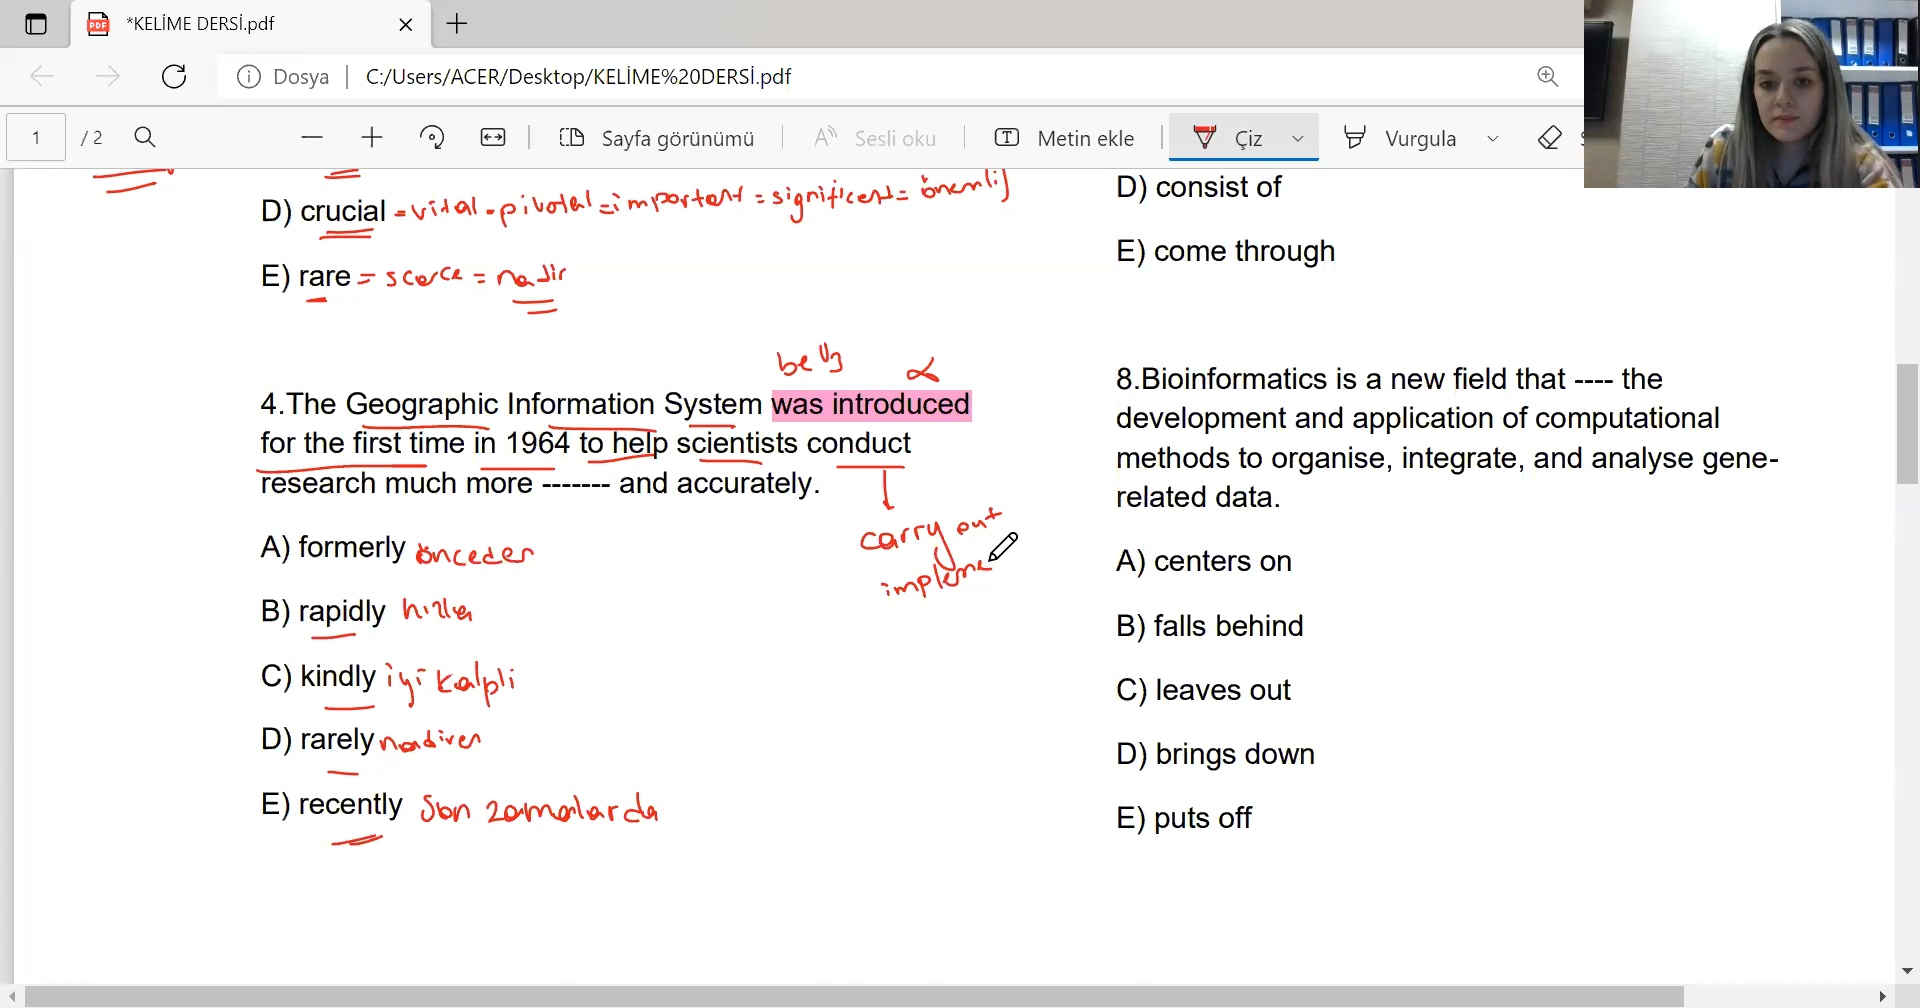 *KELİME DERSİ.pdf
Dosya C:/Users/ACER/Desktop/KELİME%20DERSİ.pdf
1 / 2 Sayfa görünümü Sesli oku Metin ekle Çiz Vurgula
D) crucial = vital = pivotal = important = significant = önemli
E) rare = scarce = nadir
4.The Geographic Information System was introduced
for the first time in 1964 to help scientists conduct
research much more ------- and accurately.
carry out
impleme
A) formerly önceden
B) rapidly hızla
C) kindly iyi kalpli
D) rarely nadiren
E) recently son zamalarda
D) consist of
E) come through
8.Bioinformatics is a new field that ---- the
development and application of computational
methods to organise, integrate, and analyse gene-
related data.
A) centers on
B) falls behind
C) leaves out
D) brings down
E) puts off